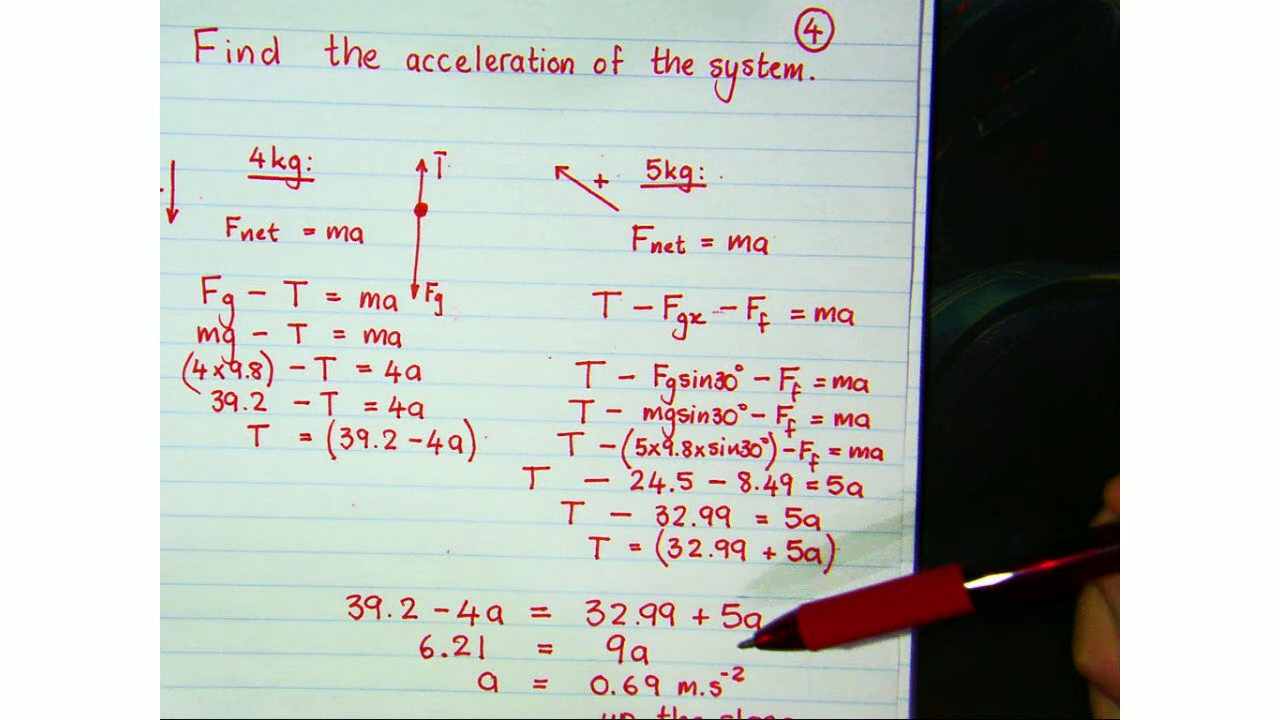 4
Find the acceleration of the system.
4kg:
T
Fnet = ma
Fg
Fg - T = ma
mg - T = ma
(4×9.8) - T = 4a
39.2 - T = 4a
T = (39.2 - 4a)
+
5kg:
Fnet = ma
T - Fgx - Ff = ma
T - Fgsin30° - Ff = ma
T - mgsin30° - Ff = ma
T - (5×9.8×sin30°) - Ff = ma
T - 24.5 - 8.49 = 5a
T - 32.99 = 5a
T = (32.99 + 5a)
39.2 - 4a = 32.99 + 5a
6.21 = 9a
a = 0.69 m.s⁻²
up the slope